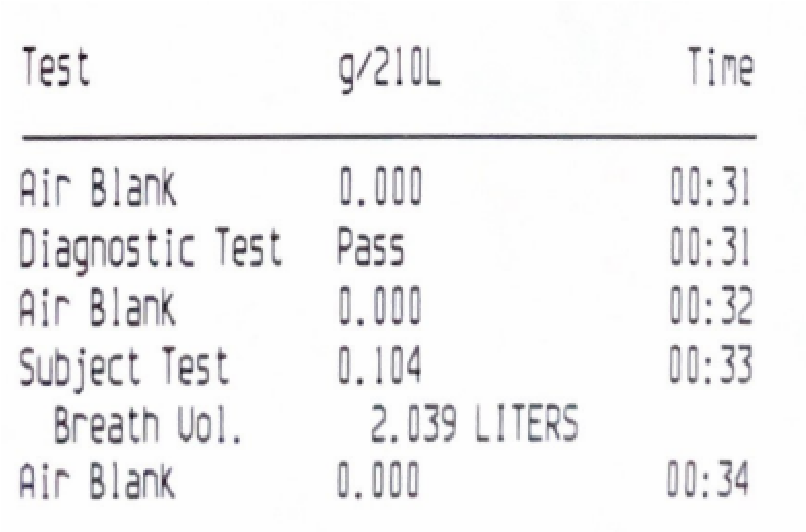 Test g/210L Time
Air Blank 0.000 00:31
Diagnostic Test Pass 00:31
Air Blank 0.000 00:32
Subject Test 0.104 00:33
Breath Vol. 2.039 LITERS
Air Blank 0.000 00:34